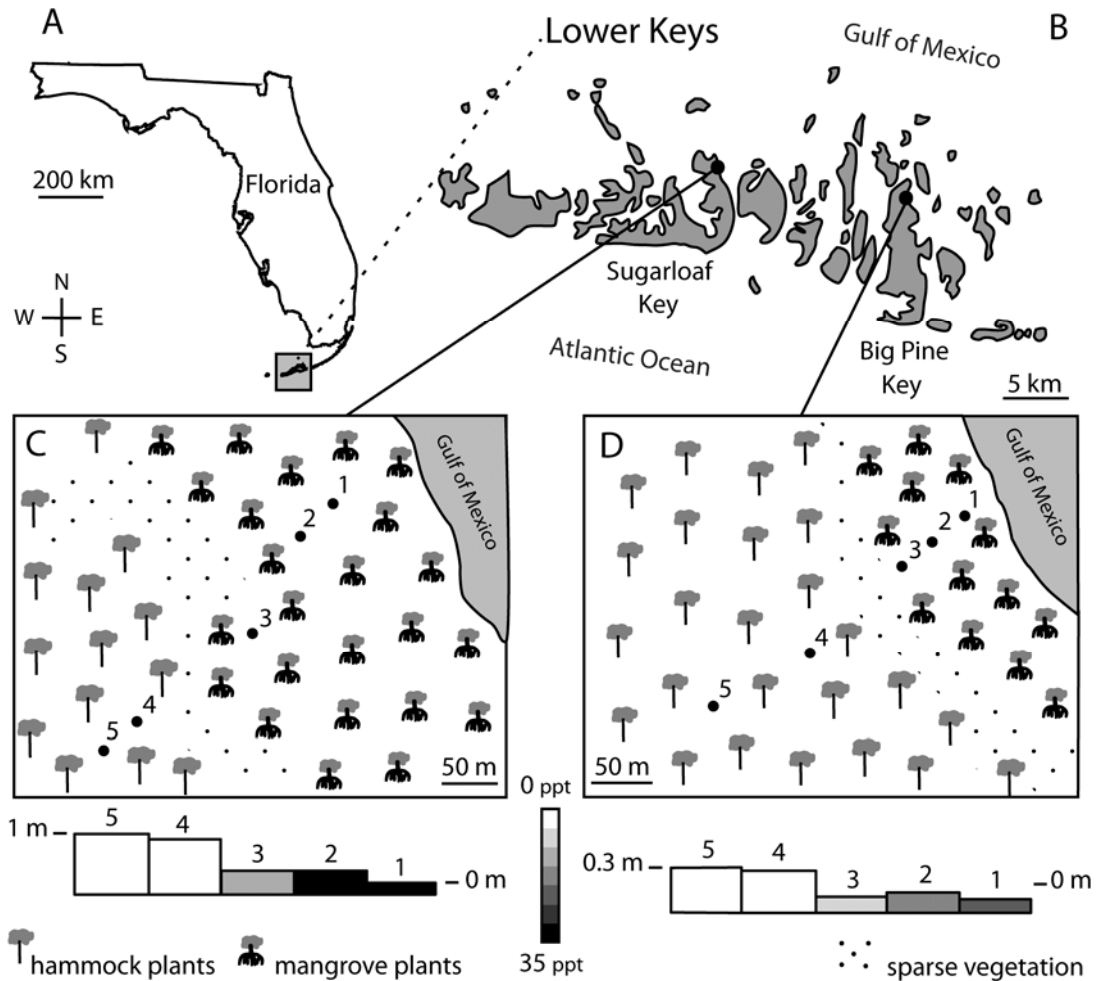 A
Lower Keys
Gulf of Mexico
B
200 km
Florida
N
W E
S
Sugarloaf
Key
Atlantic Ocean
Big Pine
Key
5 km
C
Gulf of Mexico
1
2
3
4
5
50 m
D
Gulf of Mexico
1
2
3
4
5
50 m
0 ppt
35 ppt
1 m
5 4 3 2 1
0 m
0.3 m
5 4 3 2 1
0 m
hammock plants
mangrove plants
sparse vegetation